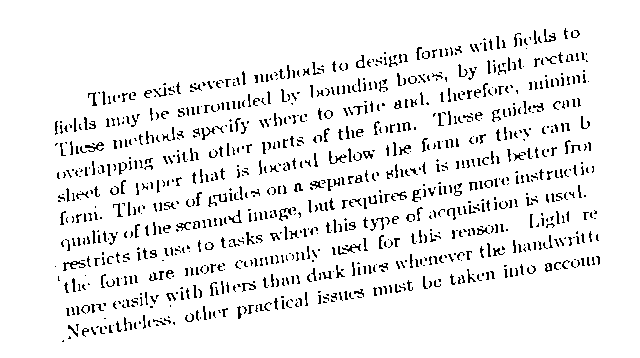 There exist several methods to design forms with fields to
fields may be surrounded by bounding boxes, by light rectang
These methods specify where to write and, therefore, minimi
overlapping with other parts of the form. These guides can
sheet of paper that is located below the form or they can b
form. The use of guides on a separate sheet is much better from
quality of the scanned image, but requires giving more instructio
restricts its use to tasks where this type of acquisition is used.
the form are more commonly used for this reason. Light re
more easily with filters than dark lines whenever the handwritte
Nevertheless, other practical issues must be taken into accoun